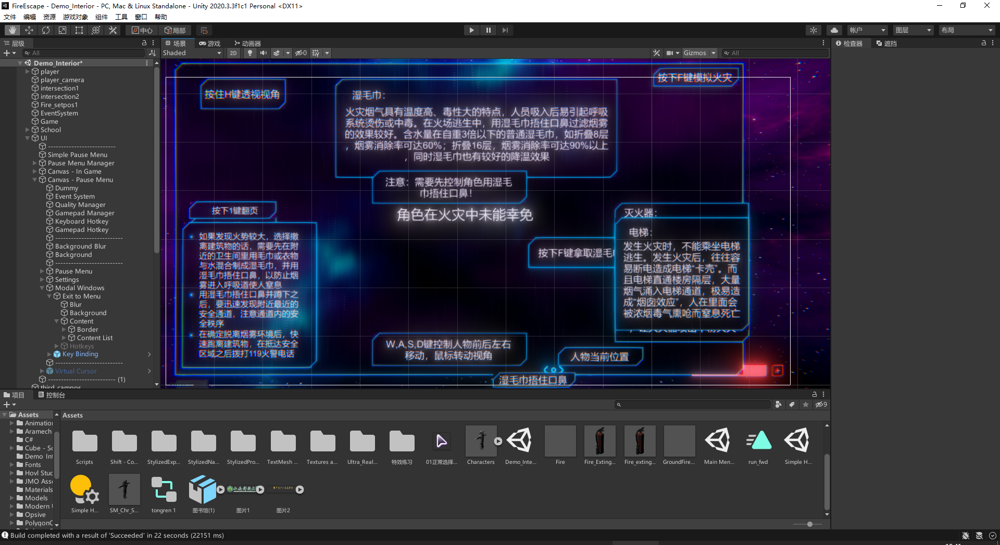 FireEscape - Demo_Interior - PC, Mac & Linux Standalone - Unity 2020.3.3f1c1 Personal <DX11>
文件 编辑 资源 游戏对象 组件 工具 窗口 帮助
中心 局部 帐户 图层 布局
层级 场景 游戏 动画器 检查器 遮挡
All Shaded 2D 0 Gizmos All
Demo_Interior*
player
player_camera
intersection1
intersection2
Fire_setpos1
EventSystem
Game
School
UI
--------------------------
Simple Pause Menu
Pause Menu Manager
Canvas - In Game
Canvas - Pause Menu
Dummy
Event System
Quality Manager
Gamepad Manager
Keyboard Hotkey
Gamepad Hotkey
--------------------------
Background Blur
Background
--------------------------
Pause Menu
Settings
Modal Windows
Exit to Menu
Blur
Background
Content
Border
Content List
Hotkeys
Key Binding
--------------------------
Virtual Cursor
-------------------------- (1)
third_campos
按住H键透视视角
按下F键模拟火灾
湿毛巾：
火灾烟气具有温度高、毒性大的特点，人员吸入后易引起呼吸
系统烫伤或中毒。在火场逃生中，用湿毛巾捂住口鼻过滤烟雾
的效果较好。含水量在自重3倍以下的普通湿毛巾，如折叠8层
，烟雾消除率可达60%；折叠16层，烟雾消除率可达90%以上
，同时湿毛巾也有较好的降温效果
注意：需要先控制角色用湿毛
巾捂住口鼻！
角色在火灾中未能幸免
按下1键翻页
如果发现火势较大，选择撤
离建筑物的话，需要先在附
近的卫生间里用毛巾或衣物
与水混合制成湿毛巾，并用
湿毛巾捂住口鼻，以防止烟
雾进入呼吸道使人窒息
用湿毛巾捂住口鼻并蹲下之
后，要迅速发现附近最近的
安全通道，注意通道内的安
全秩序
在确定脱离烟雾环境后，快
速跑离建筑物，在抵达安全
区域之后拨打119火警电话
按下F键拿取湿毛
灭火器：
电梯：
发生火灾时，不能乘坐电梯
逃生。发生火灾后，往往容
易断电造成电梯“卡壳”。而
且电梯直通楼房隔层，大量
烟气涌入电梯通道，极易造
成“烟囱效应”，人在里面会
被浓烟毒气熏呛而窒息死亡
W,A,S,D键控制人物前后左右
移动，鼠标转动视角
人物当前位置
湿毛巾捂住口鼻
项目 控制台
9
Assets
Animation
Aramech
C#
Cube - Sc
Demo Int
Fonts
Hovl Stuc
JMO Asse
Materials
Models
Modern U
Opsive
PolygonC
Assets
Scripts Shift - Co... StylizedExp... StylizedNa... StylizedPro... TextMesh ... Textures a... Ultra_Real... 特效练习 01正常选择... Characters Demo_Inte... Fire Fire_Exting... Fire_exting... GroundFire... Main Men... run_fwd Simple H...
Simple H... SM_Chr_S... tongren 1 图书馆(1) 图片1 图片2
Build completed with a result of 'Succeeded' in 22 seconds (22151 ms)